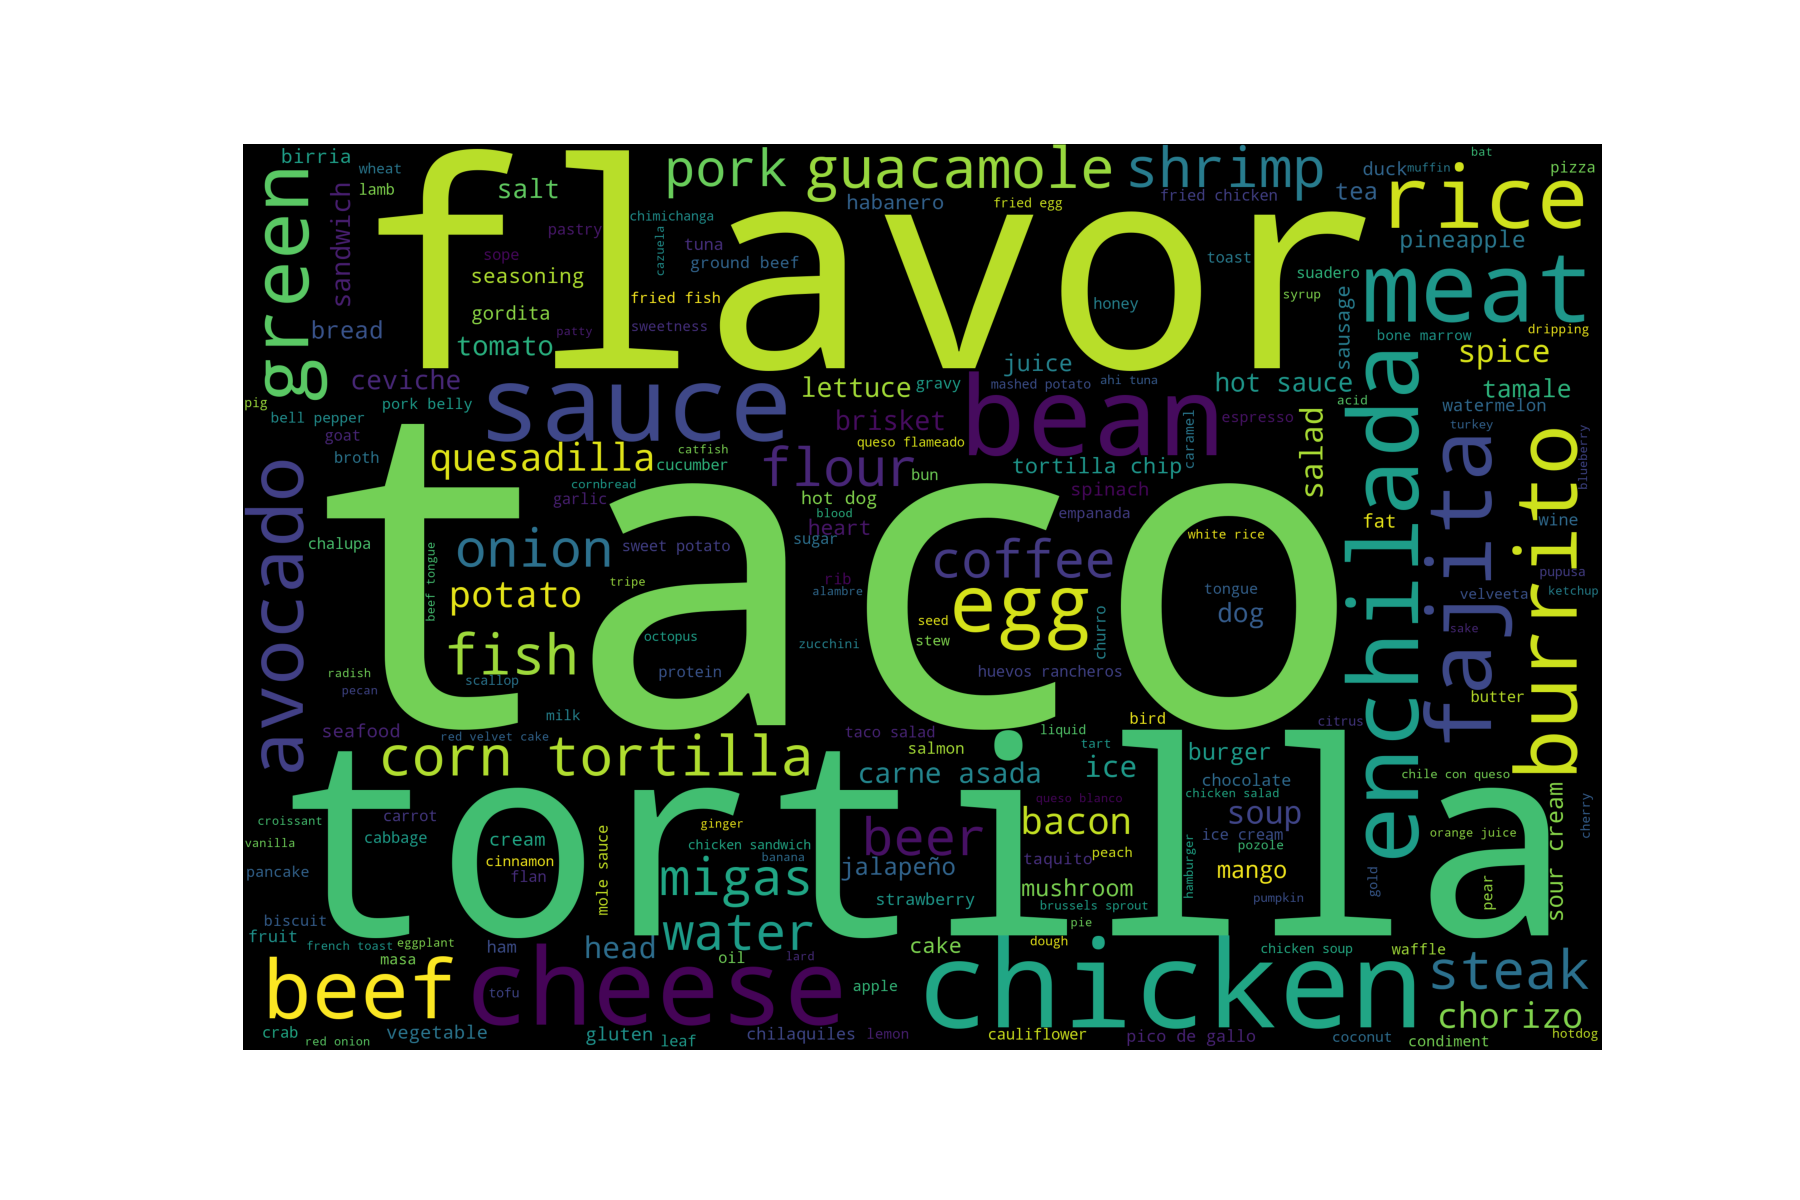 birria
wheat
lamb
sandwich
green
flavor
salt
pork
guacamole
shrimp
duck
muffin
bat
pizza
tea
rice
fried chicken
habanero
fried egg
chimichanga
pastry
cazuela
tuna
ground beef
sope
seasoning
fried fish
gordita
sweetness
patty
bread
tomato
toast
honey
suadero
syrup
sausage
pineapple
meat
bone marrow
dripping
spice
tamale
ceviche
pork belly
pig
bell pepper
goat
broth
sauce
juice
lettuce
gravy
mashed potato
ahi tuna
hot sauce
acid
brisket
bean
espresso
caramel
salad
enchilada
watermelon
turkey
fajita
burrito
blueberry
quesadilla
catfish
cucumber
cornbread
garlic
flour
queso flameado
bun
tortilla chip
spinach
hot dog
blood
heart
empanada
avocado
chalupa
taco
onion
sweet potato
sugar
coffee
white rice
fat
wine
beef tongue
potato
tripe
rib
alambre
egg
seed
stew
churro
tongue
dog
pupusa
velveeta
ketchup
sake
fish
octopus
zucchini
protein
huevos rancheros
radish
pecan
scallop
butter
milk
seafood
red velvet cake
taco salad
bird
liquid
citrus
corn tortilla
salmon
tart
burger
carne asada
ice
chocolate
chicken salad
chile con queso
queso blanco
tortilla
croissant
vanilla
carrot
cabbage
pancake
cream
cinnamon
flan
mole sauce
ginger
chicken sandwich
banana
beer
bacon
soup
ice cream
pozole
orange juice
sour cream
cherry
migas
jalapeño
taquito
peach
mango
hamburger
gold
pear
mushroom
strawberry
brussels sprout
pumpkin
pie
biscuit
fruit
french toast
eggplant
masa
ham
head
water
oil
lard
cake
dough
chicken soup
waffle
beef
tofu
cheese
apple
chicken
steak
chorizo
crab
red onion
vegetable
gluten
leaf
chilaquiles
lemon
cauliflower
pico de gallo
coconut
condiment
hotdog